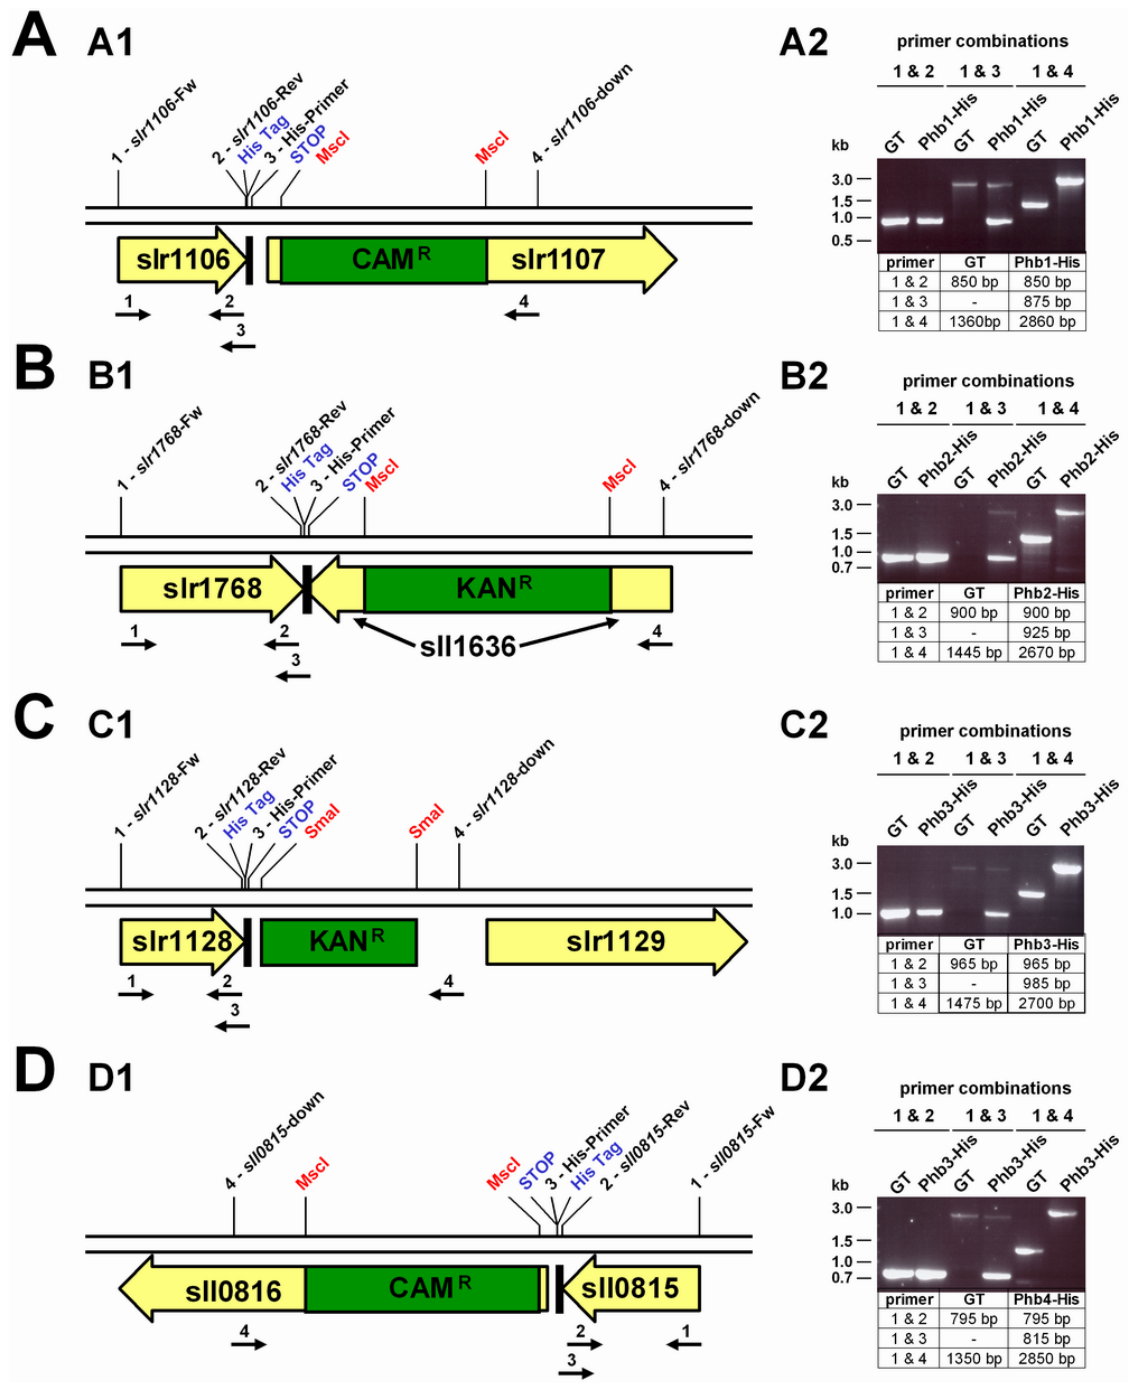 A
A1
1 - slr1106-Fw
2 - slr1106-Rev
His Tag
3 - His-Primer
STOP
MscI
MscI
4 - slr1106-down
slr1106
CAM R
slr1107
1
2
3
4
A2
primer combinations
1 & 2 1 & 3 1 & 4
GT Phb1-His GT Phb1-His GT Phb1-His
kb
3.0
1.5
1.0
0.5
primer GT Phb1-His
1 & 2 850 bp 850 bp
1 & 3 - 875 bp
1 & 4 1360bp 2860 bp
B
B1
1 - slr1768-Fw
2 - slr1768-Rev
His Tag
3 - His-Primer
STOP
MscI
MscI
4 - slr1768-down
slr1768
KAN R
sll1636
1
2
3
4
B2
primer combinations
1 & 2 1 & 3 1 & 4
GT Phb2-His GT Phb2-His GT Phb2-His
kb
3.0
1.5
1.0
0.7
primer GT Phb2-His
1 & 2 900 bp 900 bp
1 & 3 - 925 bp
1 & 4 1445 bp 2670 bp
C
C1
1 - slr1128-Fw
2 - slr1128-Rev
His Tag
3 - His-Primer
STOP
SmaI
SmaI
4 - slr1128-down
slr1128
KAN R
slr1129
1
2
3
4
C2
primer combinations
1 & 2 1 & 3 1 & 4
GT Phb3-His GT Phb3-His GT Phb3-His
kb
3.0
1.5
1.0
primer GT Phb3-His
1 & 2 965 bp 965 bp
1 & 3 - 985 bp
1 & 4 1475 bp 2700 bp
D
D1
4 - sll0815-down
MscI
MscI
STOP
3 - His-Primer
His Tag
2 - sll0815-Rev
1 - sll0815-Fw
sll0816
CAM R
sll0815
4
2
1
3
D2
primer combinations
1 & 2 1 & 3 1 & 4
GT Phb3-His GT Phb3-His GT Phb3-His
kb
3.0
1.5
1.0
0.7
primer GT Phb4-His
1 & 2 795 bp 795 bp
1 & 3 - 815 bp
1 & 4 1350 bp 2850 bp